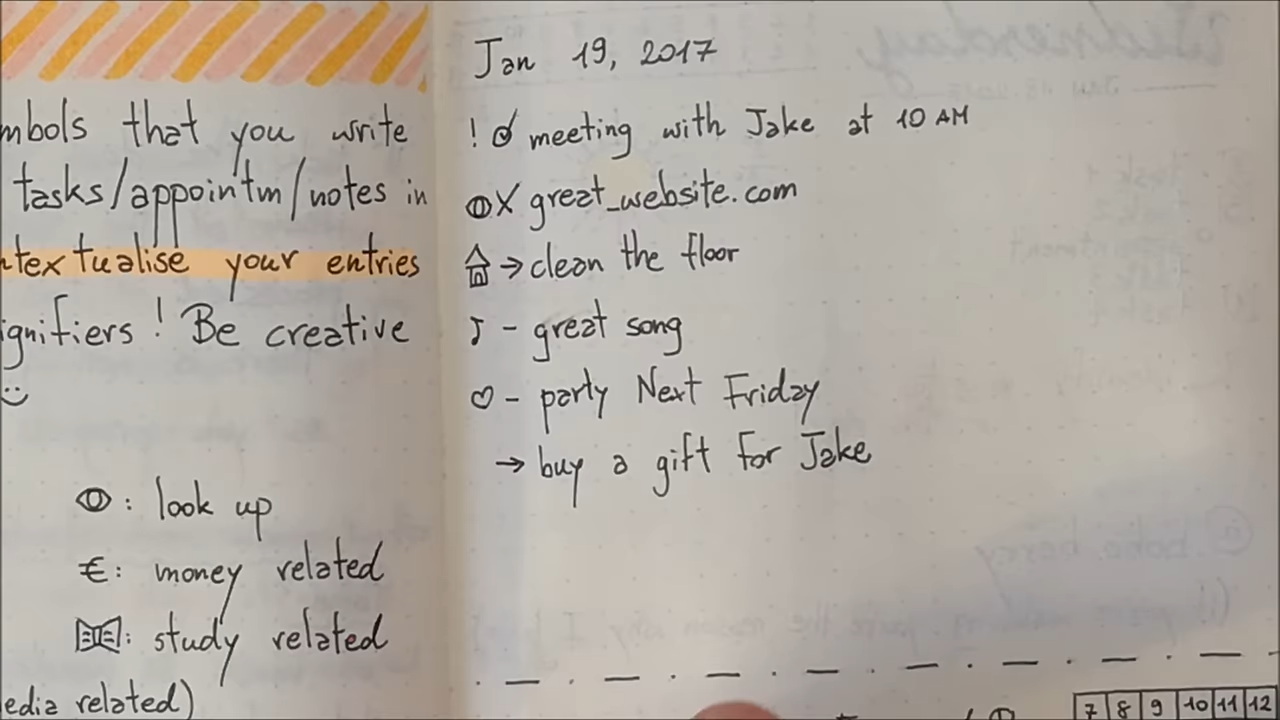 mbols that you write
tasks/appointm/notes in
ntextualise your entries
ignifiers! Be creative
: look up
€: money related
: study related
edia related)
Jan 19, 2017
! meeting with Jake at 10 AM
X great_website.com
→ clean the floor
♪ - great song
♡ - party Next Friday
→ buy a gift for Jake
7 8 9 10 11 12